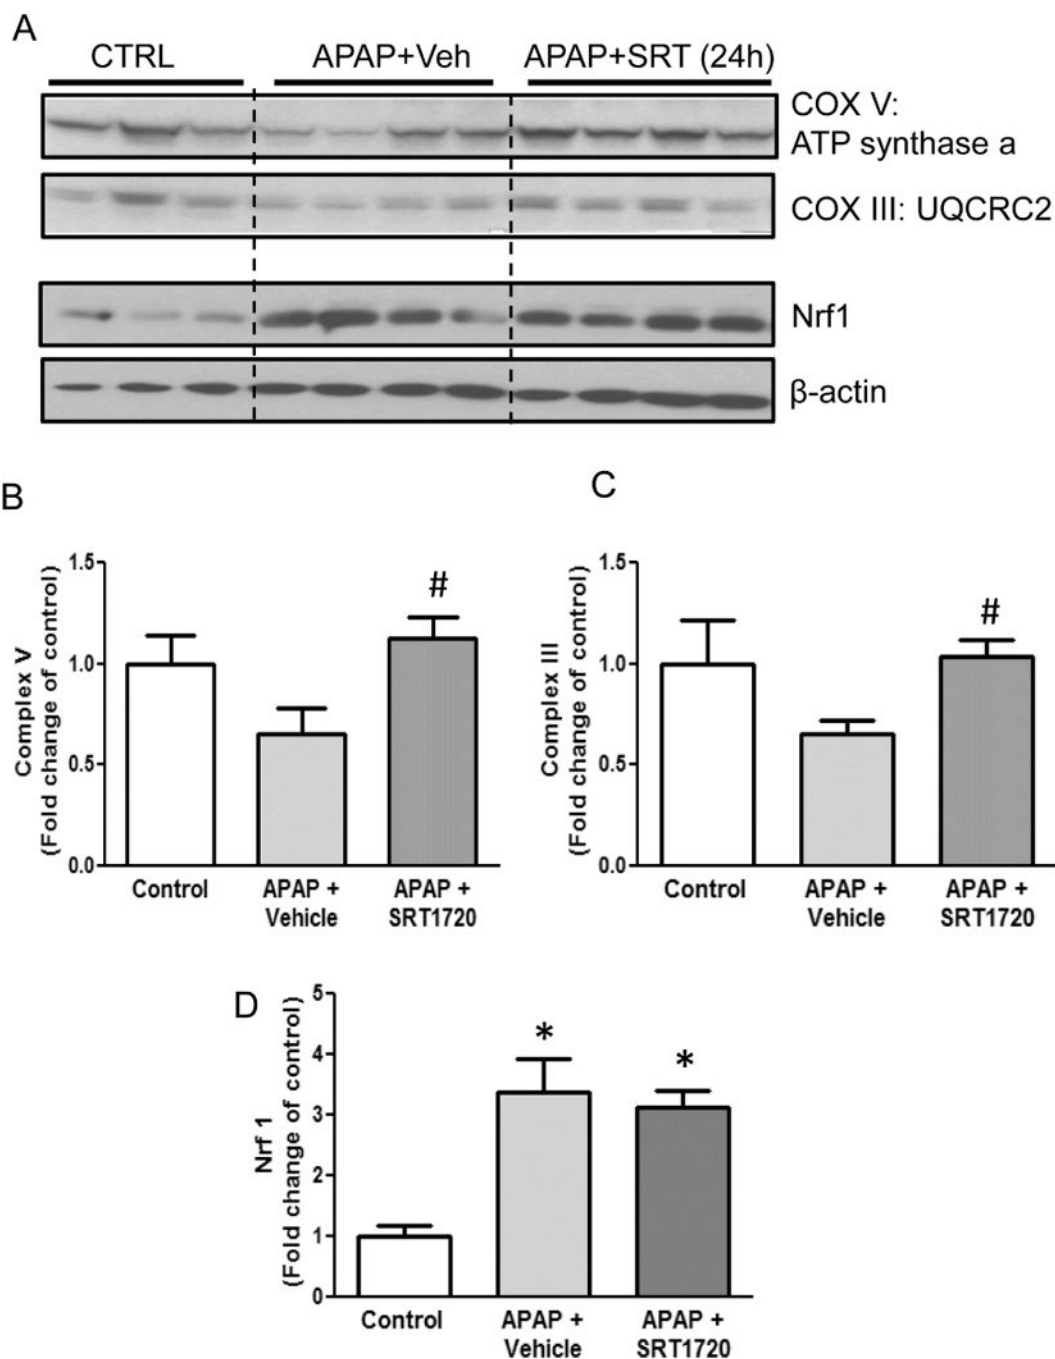 A
CTRL APAP+Veh APAP+SRT (24h)
COX V:
ATP synthase a
COX III: UQCRC2
Nrf1
β-actin
B
Complex V
(Fold change of control)
1.5
1.0
0.5
0.0
#
Control APAP + Vehicle APAP + SRT1720
C
Complex III
(Fold change of control)
1.5
1.0
0.5
0.0
#
Control APAP + Vehicle APAP + SRT1720
D
Nrf 1
(Fold change of control)
5
4
3
2
1
0
* *
Control APAP + Vehicle APAP + SRT1720